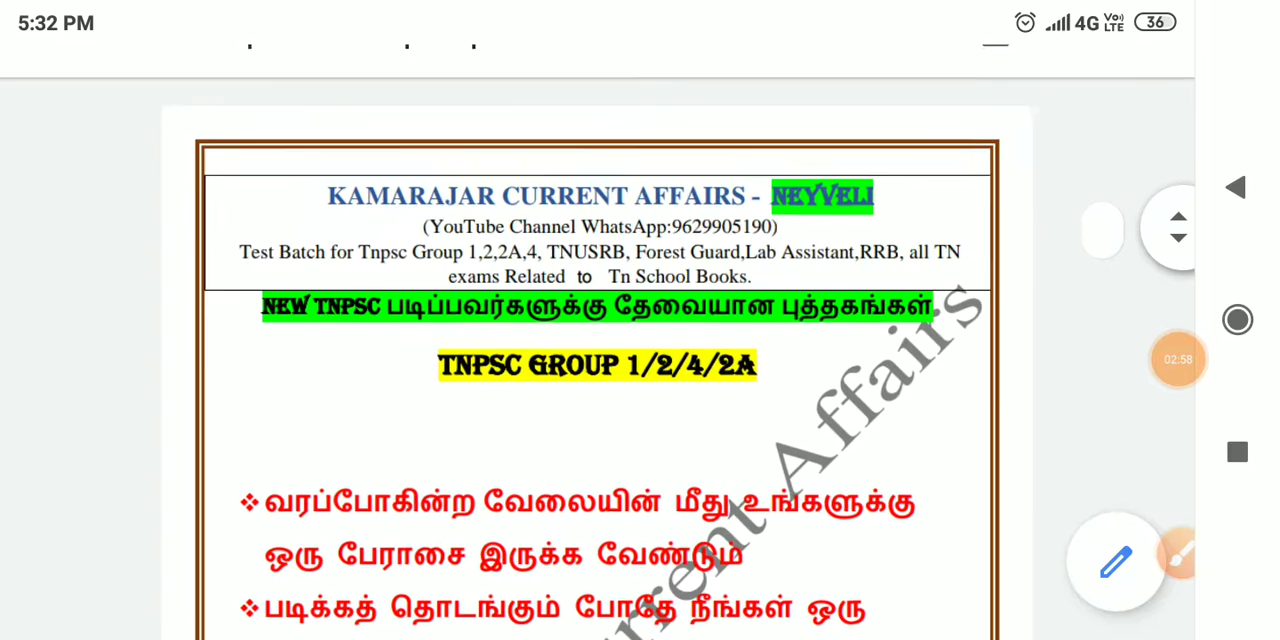 5:32 PM
4G Vo) LTE 36
KAMARAJAR CURRENT AFFAIRS - NEYVELI
(YouTube Channel WhatsApp:9629905190)
Test Batch for Tnpsc Group 1,2,2A,4, TNUSRB, Forest Guard,Lab Assistant,RRB, all TN
exams Related to Tn School Books.
NEW TNPSC படிப்பவர்களுக்கு தேவையான புத்தகங்கள்
TNPSC GROUP 1/2/4/2A
02:58
❖ வரப்போகின்ற வேலையின் மீது உங்களுக்கு
ஒரு பேராசை இருக்க வேண்டும்
❖ படிக்கத் தொடங்கும் போதே நீங்கள் ஒரு
rrent Affairs